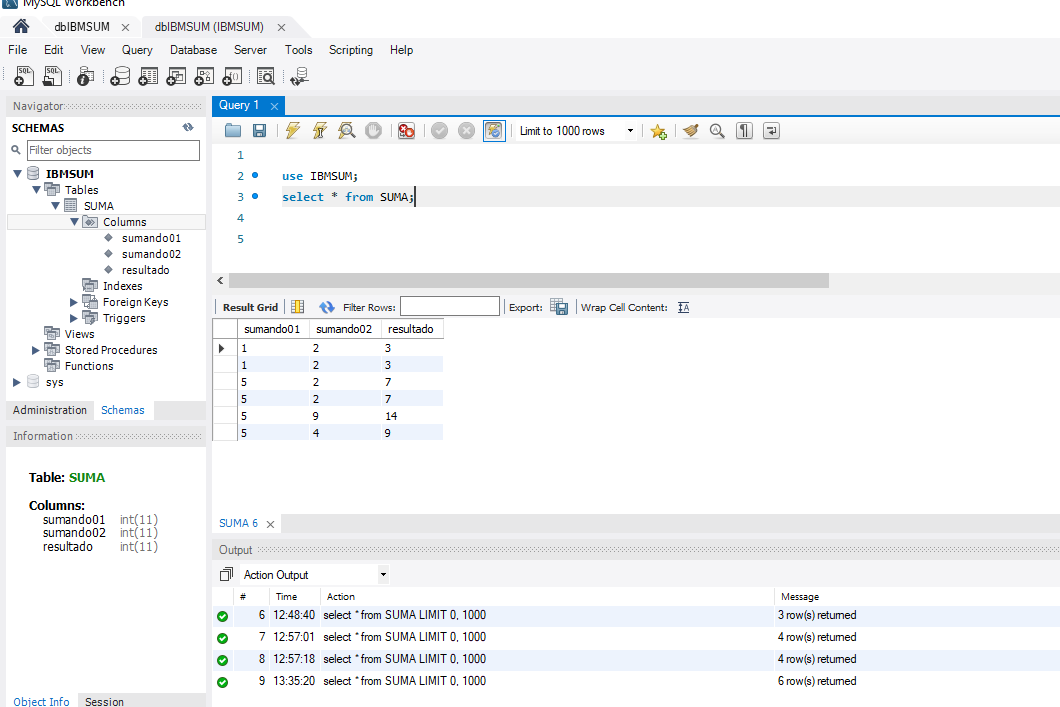 MySQL Workbench
dbIBMSUM
dbIBMSUM (IBMSUM)
File Edit View Query Database Server Tools Scripting Help
Navigator
SCHEMAS
Filter objects
IBMSUM
Tables
SUMA
Columns
sumando01
sumando02
resultado
Indexes
Foreign Keys
Triggers
Views
Stored Procedures
Functions
sys
Administration Schemas
Information
Table: SUMA
Columns:
sumando01 int(11)
sumando02 int(11)
resultado int(11)
Object Info Session
Query 1
Limit to 1000 rows
1
2 use IBMSUM;
3 select * from SUMA;
4
5
Result Grid Filter Rows: Export: Wrap Cell Content:
sumando01 sumando02 resultado
1 2 3
1 2 3
5 2 7
5 2 7
5 9 14
5 4 9
SUMA 6
Output
Action Output
# Time Action Message
6 12:48:40 select * from SUMA LIMIT 0, 1000 3 row(s) returned
7 12:57:01 select * from SUMA LIMIT 0, 1000 4 row(s) returned
8 12:57:18 select * from SUMA LIMIT 0, 1000 4 row(s) returned
9 13:35:20 select * from SUMA LIMIT 0, 1000 6 row(s) returned